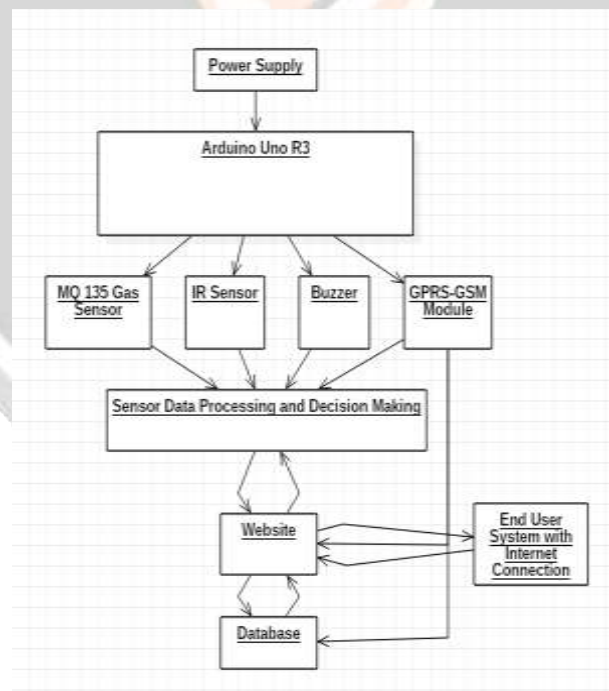 Power Supply
Arduino Uno R3
MQ 135 Gas
Sensor
IR Sensor
Buzzer
GPRS-GSM
Module
Sensor Data Processing and Decision Making
Website
End User
System with
Internet
Connection
Database